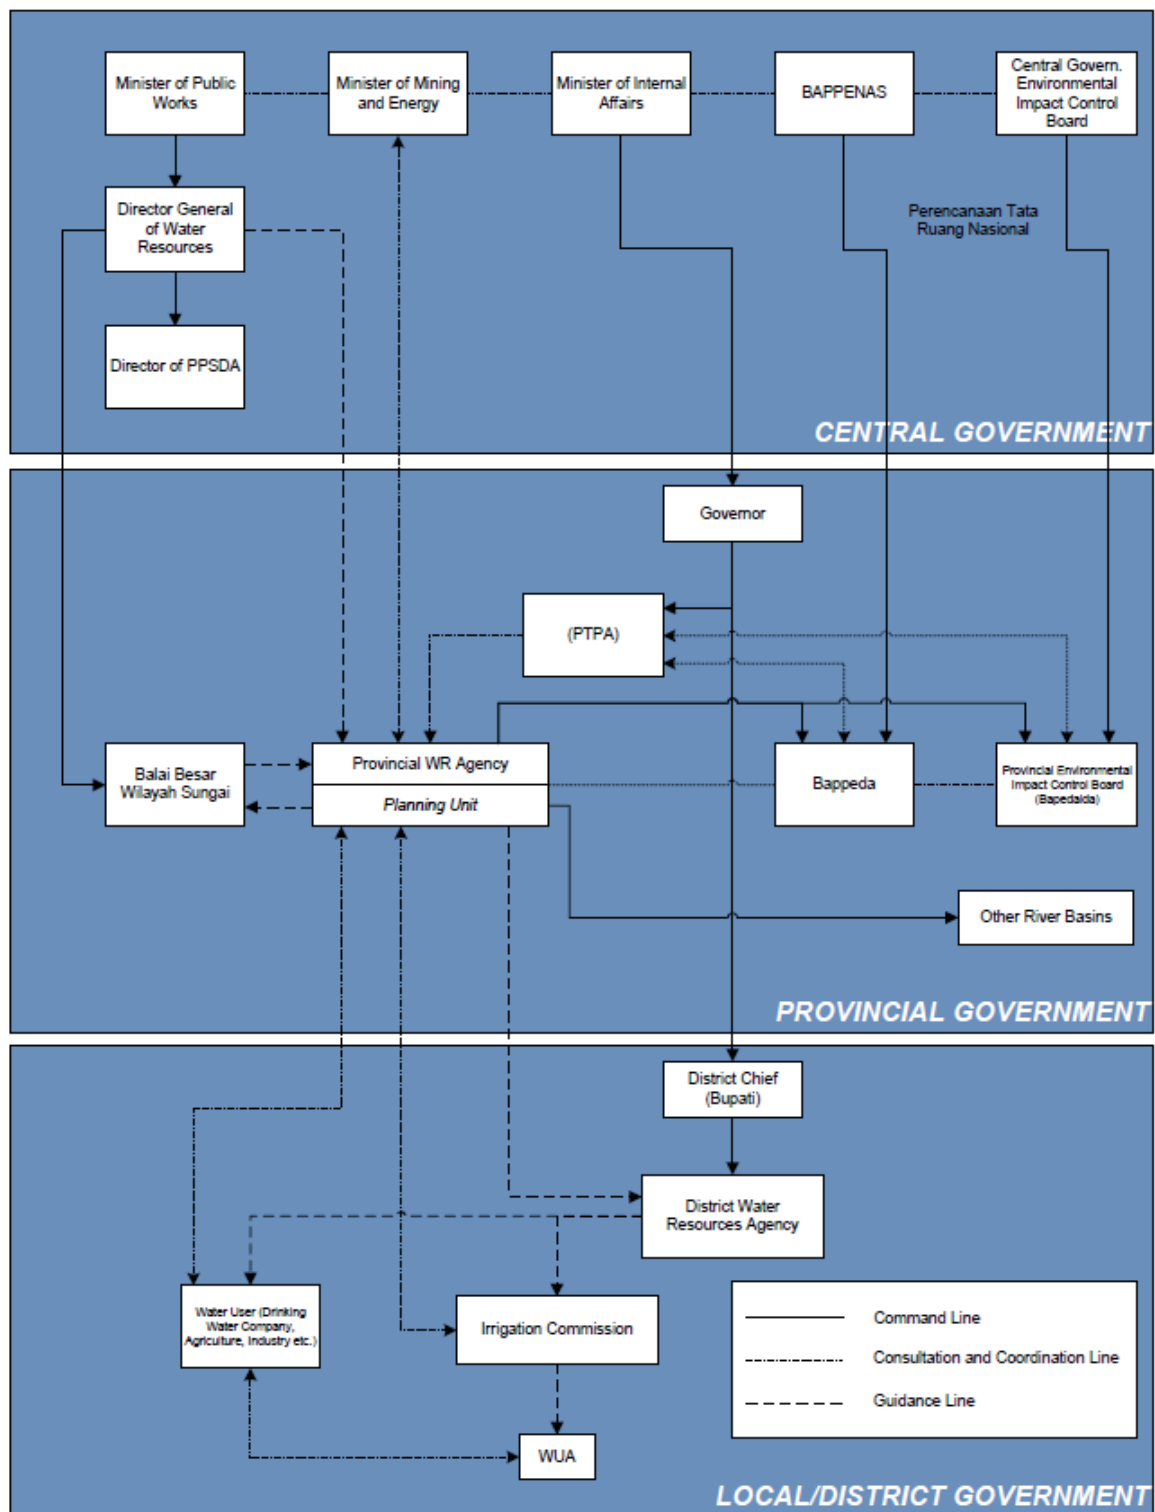 Minister of Public
Works
Minister of Mining
and Energy
Minister of Internal
Affairs
BAPPENAS
Central Govern.
Environmental
Impact Control
Board
Director General
of Water
Resources
Perencanaan Tata
Ruang Nasional
Director of PPSDA
CENTRAL GOVERNMENT
Governor
(PTPA)
Balai Besar
Wilayah Sungai
Provincial WR Agency
Planning Unit
Bappeda
Provincial Environmental
Impact Control Board
(Bapedalda)
Other River Basins
PROVINCIAL GOVERNMENT
District Chief
(Bupati)
District Water
Resources Agency
Water User (Drinking
Water Company,
Agriculture, Industry etc.)
Irrigation Commission
WUA
Command Line
Consultation and Coordination Line
Guidance Line
LOCAL/DISTRICT GOVERNMENT